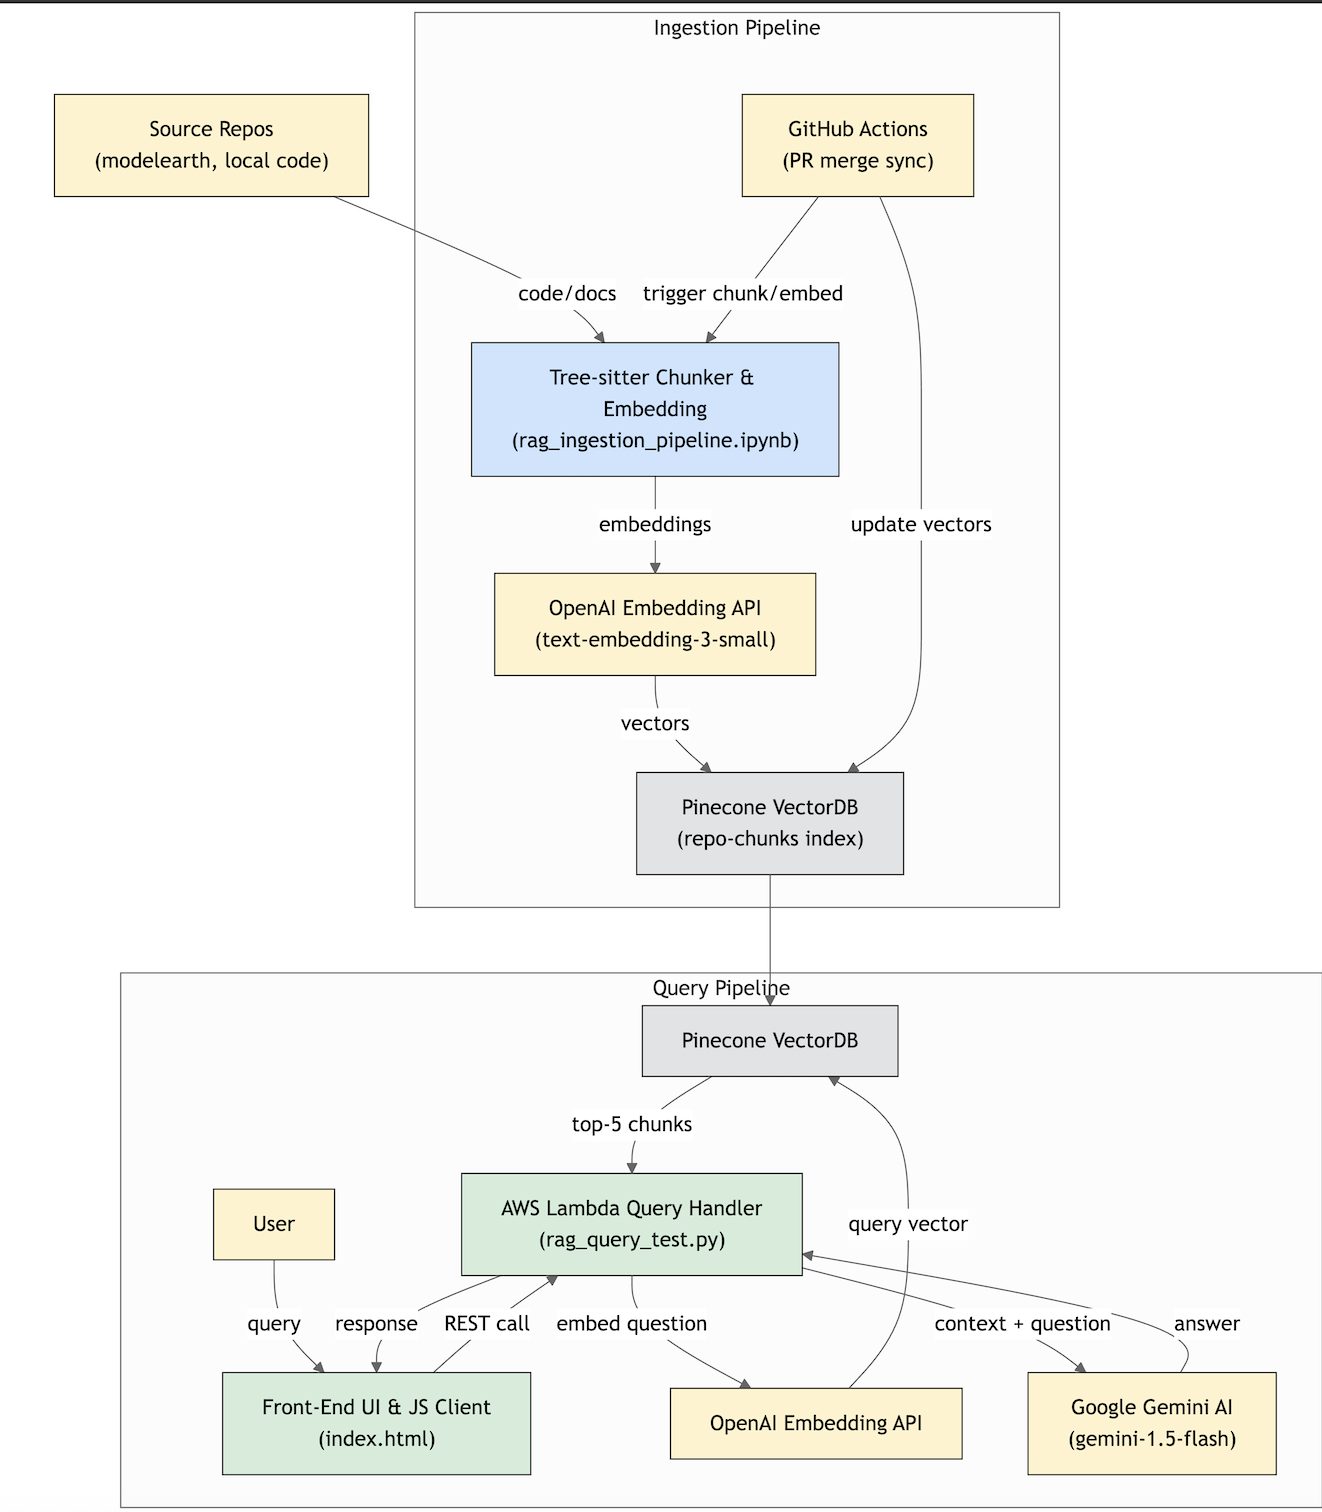 Ingestion Pipeline
Source Repos
(modelearth, local code)
GitHub Actions
(PR merge sync)
code/docs
trigger chunk/embed
Tree-sitter Chunker &
Embedding
(rag_ingestion_pipeline.ipynb)
embeddings
update vectors
OpenAI Embedding API
(text-embedding-3-small)
vectors
Pinecone VectorDB
(repo-chunks index)
Query Pipeline
Pinecone VectorDB
top-5 chunks
User
AWS Lambda Query Handler
(rag_query_test.py)
query vector
query
response
REST call
embed question
context + question
answer
Front-End UI & JS Client
(index.html)
OpenAI Embedding API
Google Gemini AI
(gemini-1.5-flash)